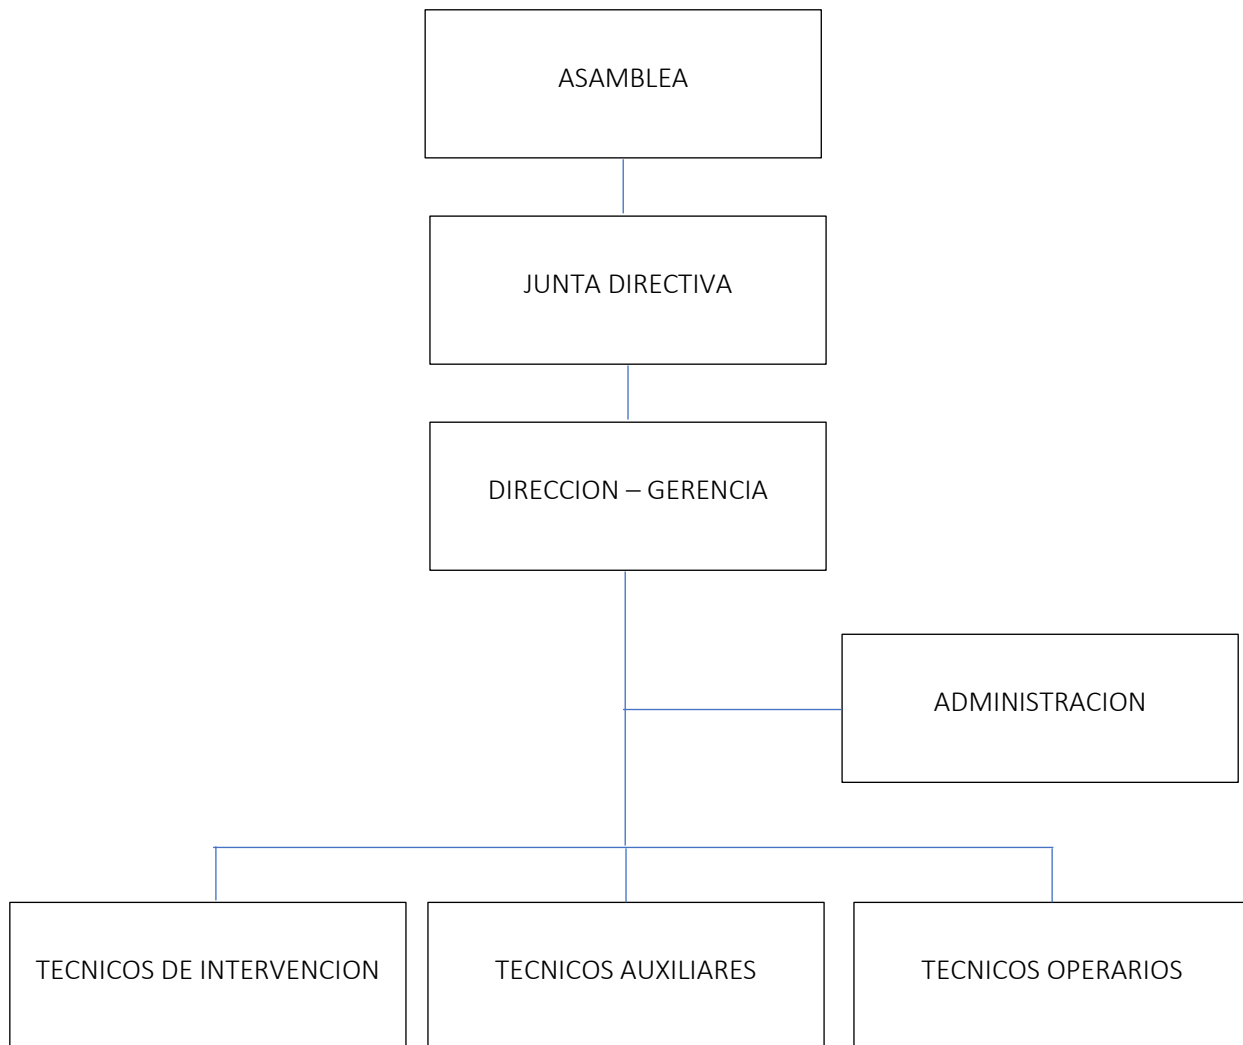 ASAMBLEA
JUNTA DIRECTIVA
DIRECCION – GERENCIA
ADMINISTRACION
TECNICOS DE INTERVENCION
TECNICOS AUXILIARES
TECNICOS OPERARIOS